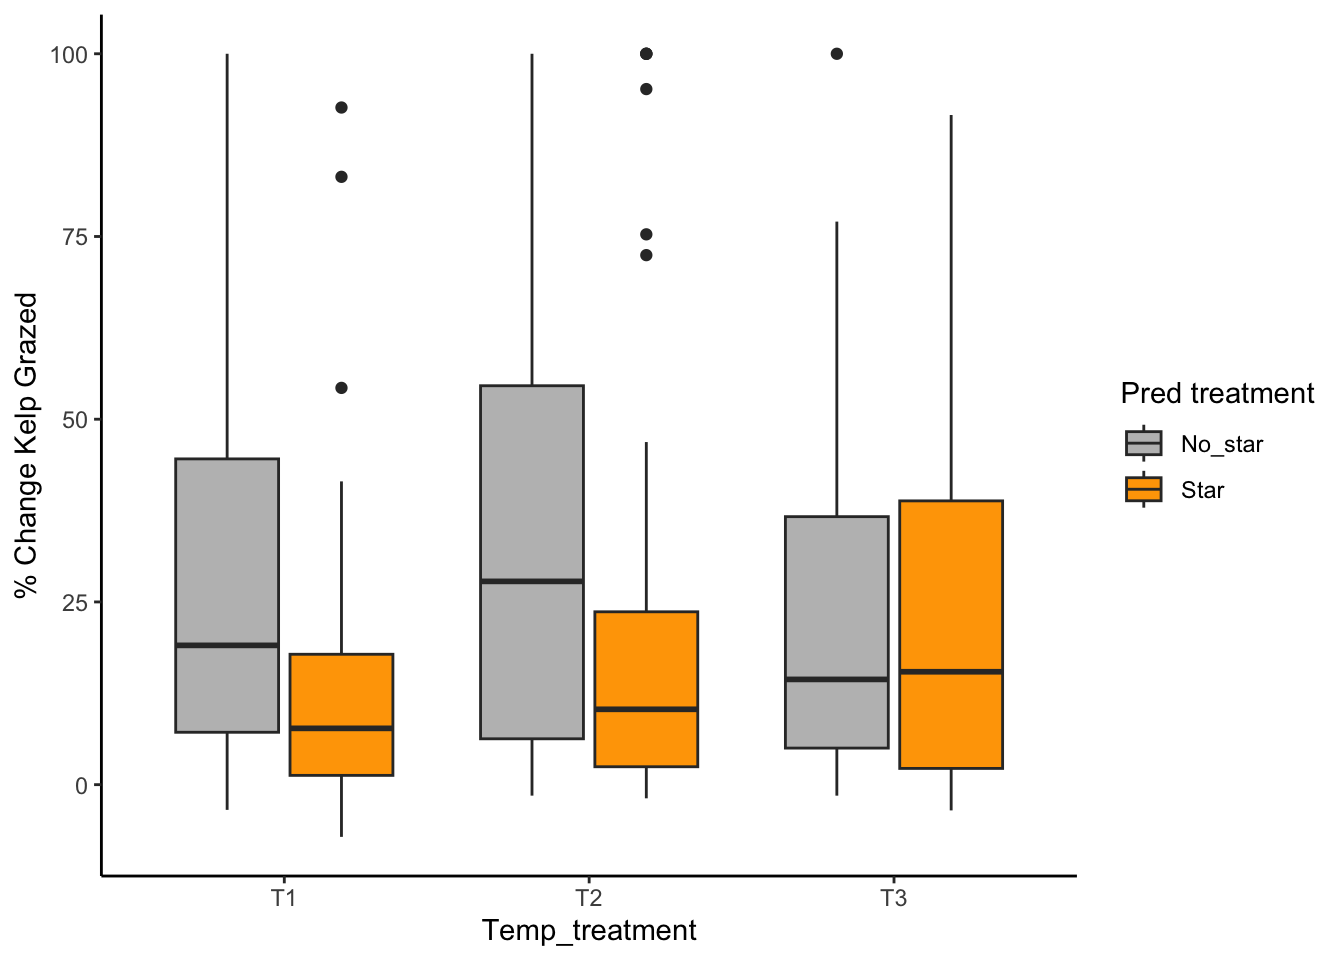 % Change Kelp Grazed
100
75
50
25
0
T1 T2 T3
Temp_treatment
Pred treatment
No_star
Star